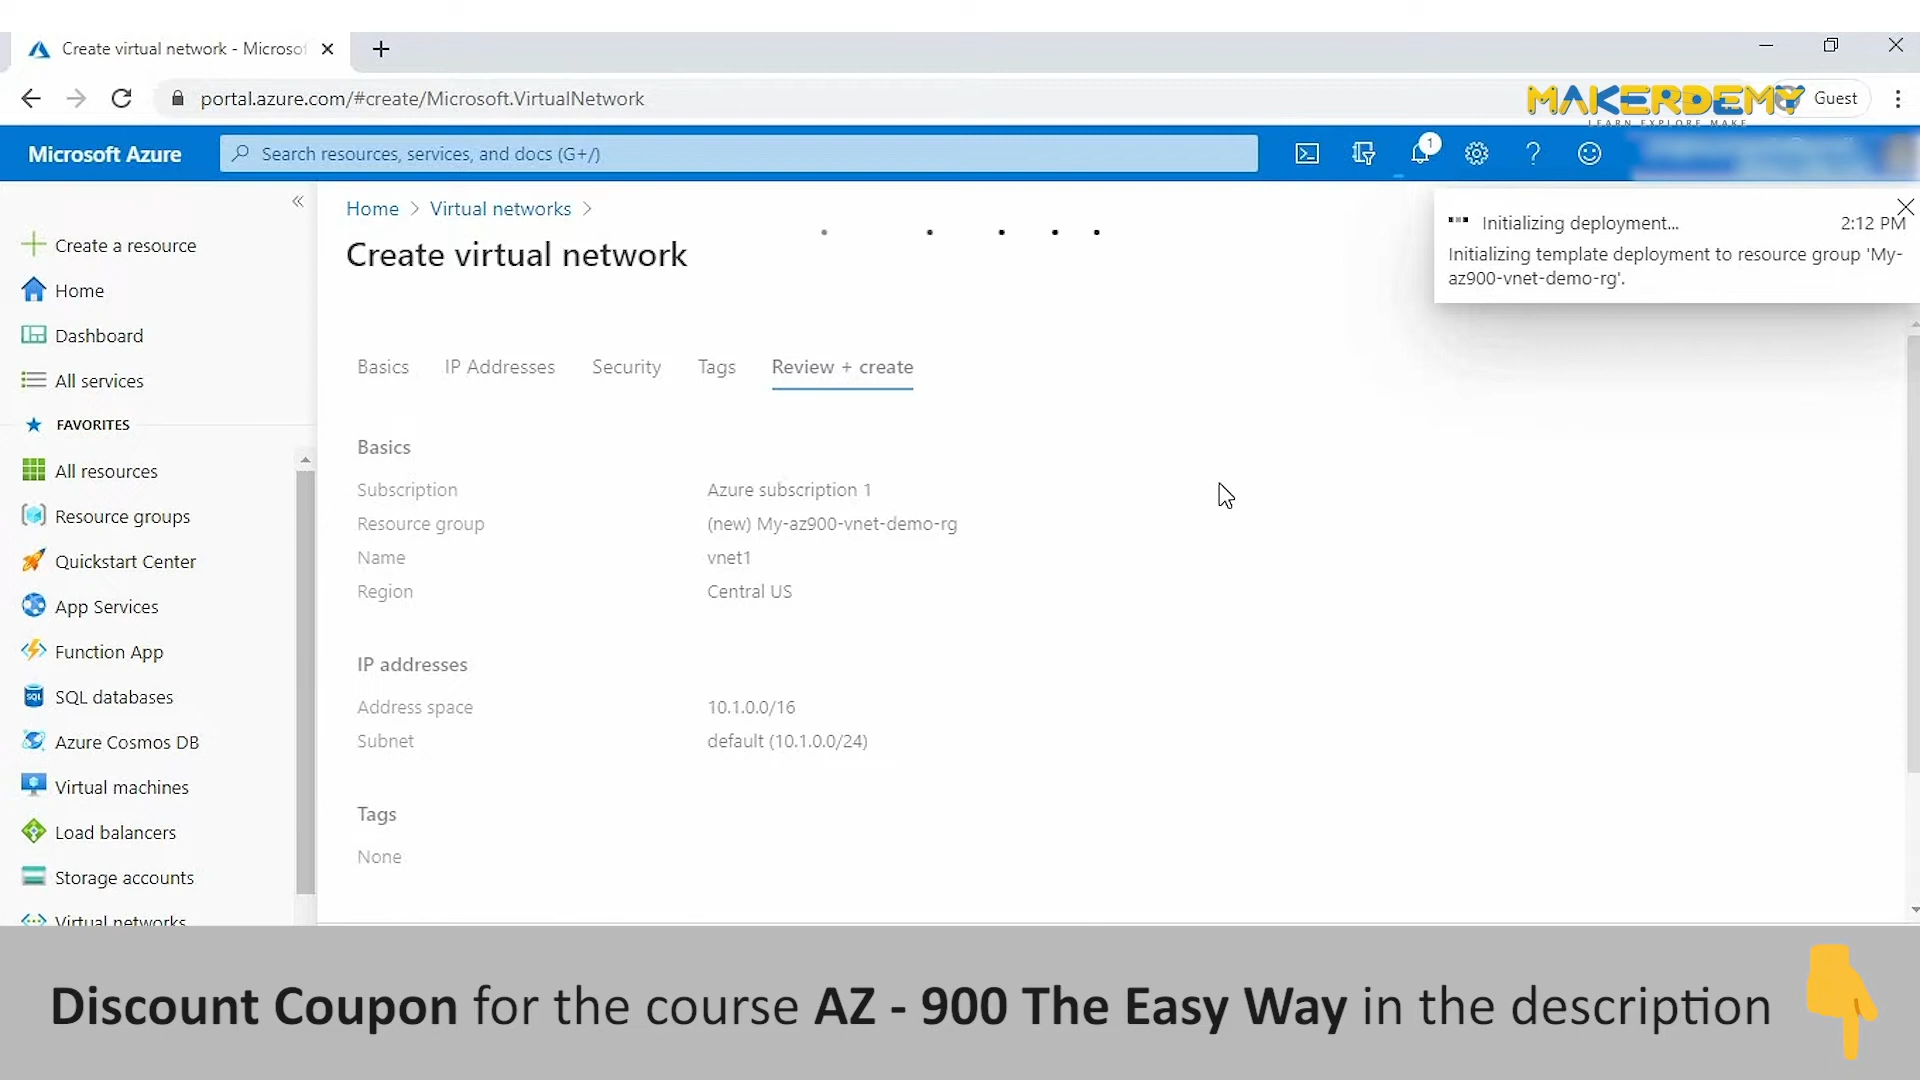 Create virtual network - Microsof
portal.azure.com/#create/Microsoft.VirtualNetwork
MAKERDEMY
LEARN EXPLORE MAKE
Guest
Microsoft Azure
Search resources, services, and docs (G+/)
1
Home > Virtual networks >
Create virtual network
Initializing deployment...
2:12 PM
Initializing template deployment to resource group 'My-
az900-vnet-demo-rg'.
Create a resource
Home
Dashboard
All services
FAVORITES
All resources
Resource groups
Quickstart Center
App Services
Function App
SQL databases
Azure Cosmos DB
Virtual machines
Load balancers
Storage accounts
Virtual networks
Basics IP Addresses Security Tags Review + create
Basics
Subscription Azure subscription 1
Resource group (new) My-az900-vnet-demo-rg
Name vnet1
Region Central US
IP addresses
Address space 10.1.0.0/16
Subnet default (10.1.0.0/24)
Tags
None
Discount Coupon for the course AZ - 900 The Easy Way in the description